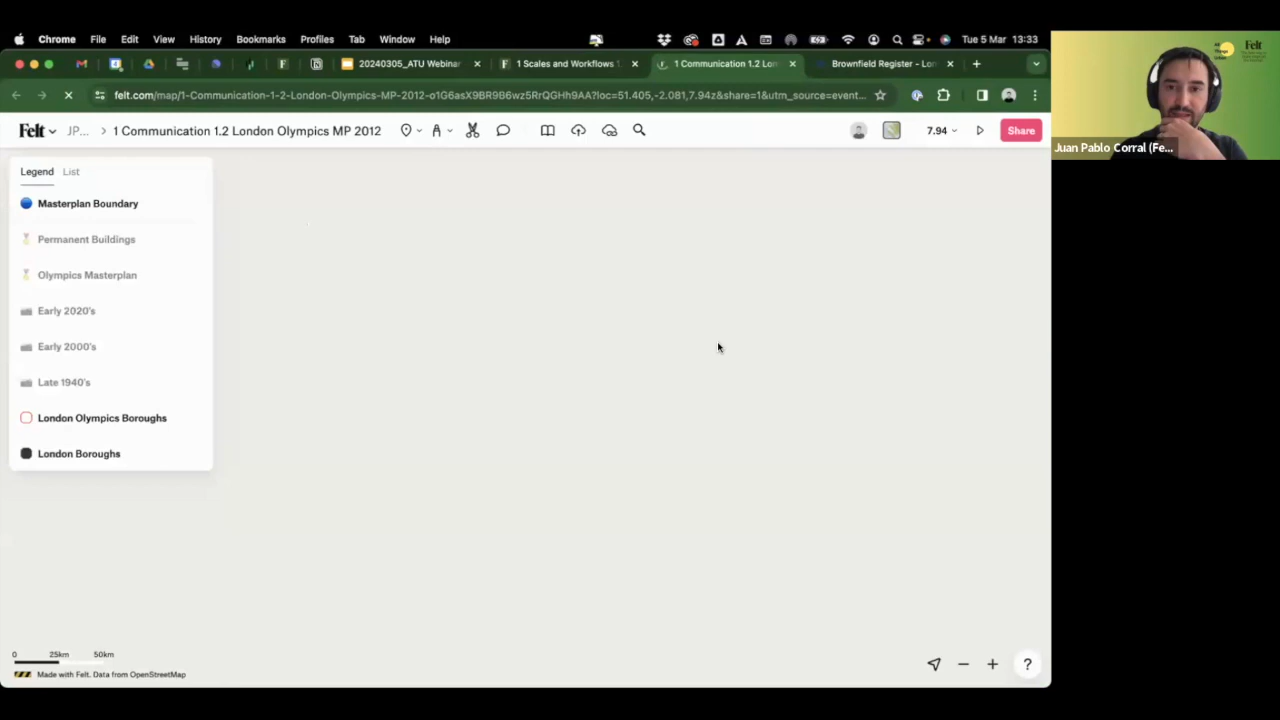 File Edit View History Bookmarks Profiles Tab Window Help Tue 5 Mar 13:33
20240305_ATU Webinar 1 Scales and Workflows 1 Communication 1.2 Lon Brownfield Register - Lon
felt.com/map/1-Communication-1-2-London-Olympics-MP-2012-o1G6asX9BR9B6wz5RrQGHh9AA?loc=51.405,-2.081,7.94z&share=1&utm_source=event...
Felt JP... > 1 Communication 1.2 London Olympics MP 2012 7.94 Share
Legend List
Masterplan Boundary
Permanent Buildings
Olympics Masterplan
Early 2020's
Early 2000's
Late 1940's
London Olympics Boroughs
London Boroughs
0 25km 50km
Made with Felt. Data from OpenStreetMap
?
Felt
Juan Pablo Corral (Fe...